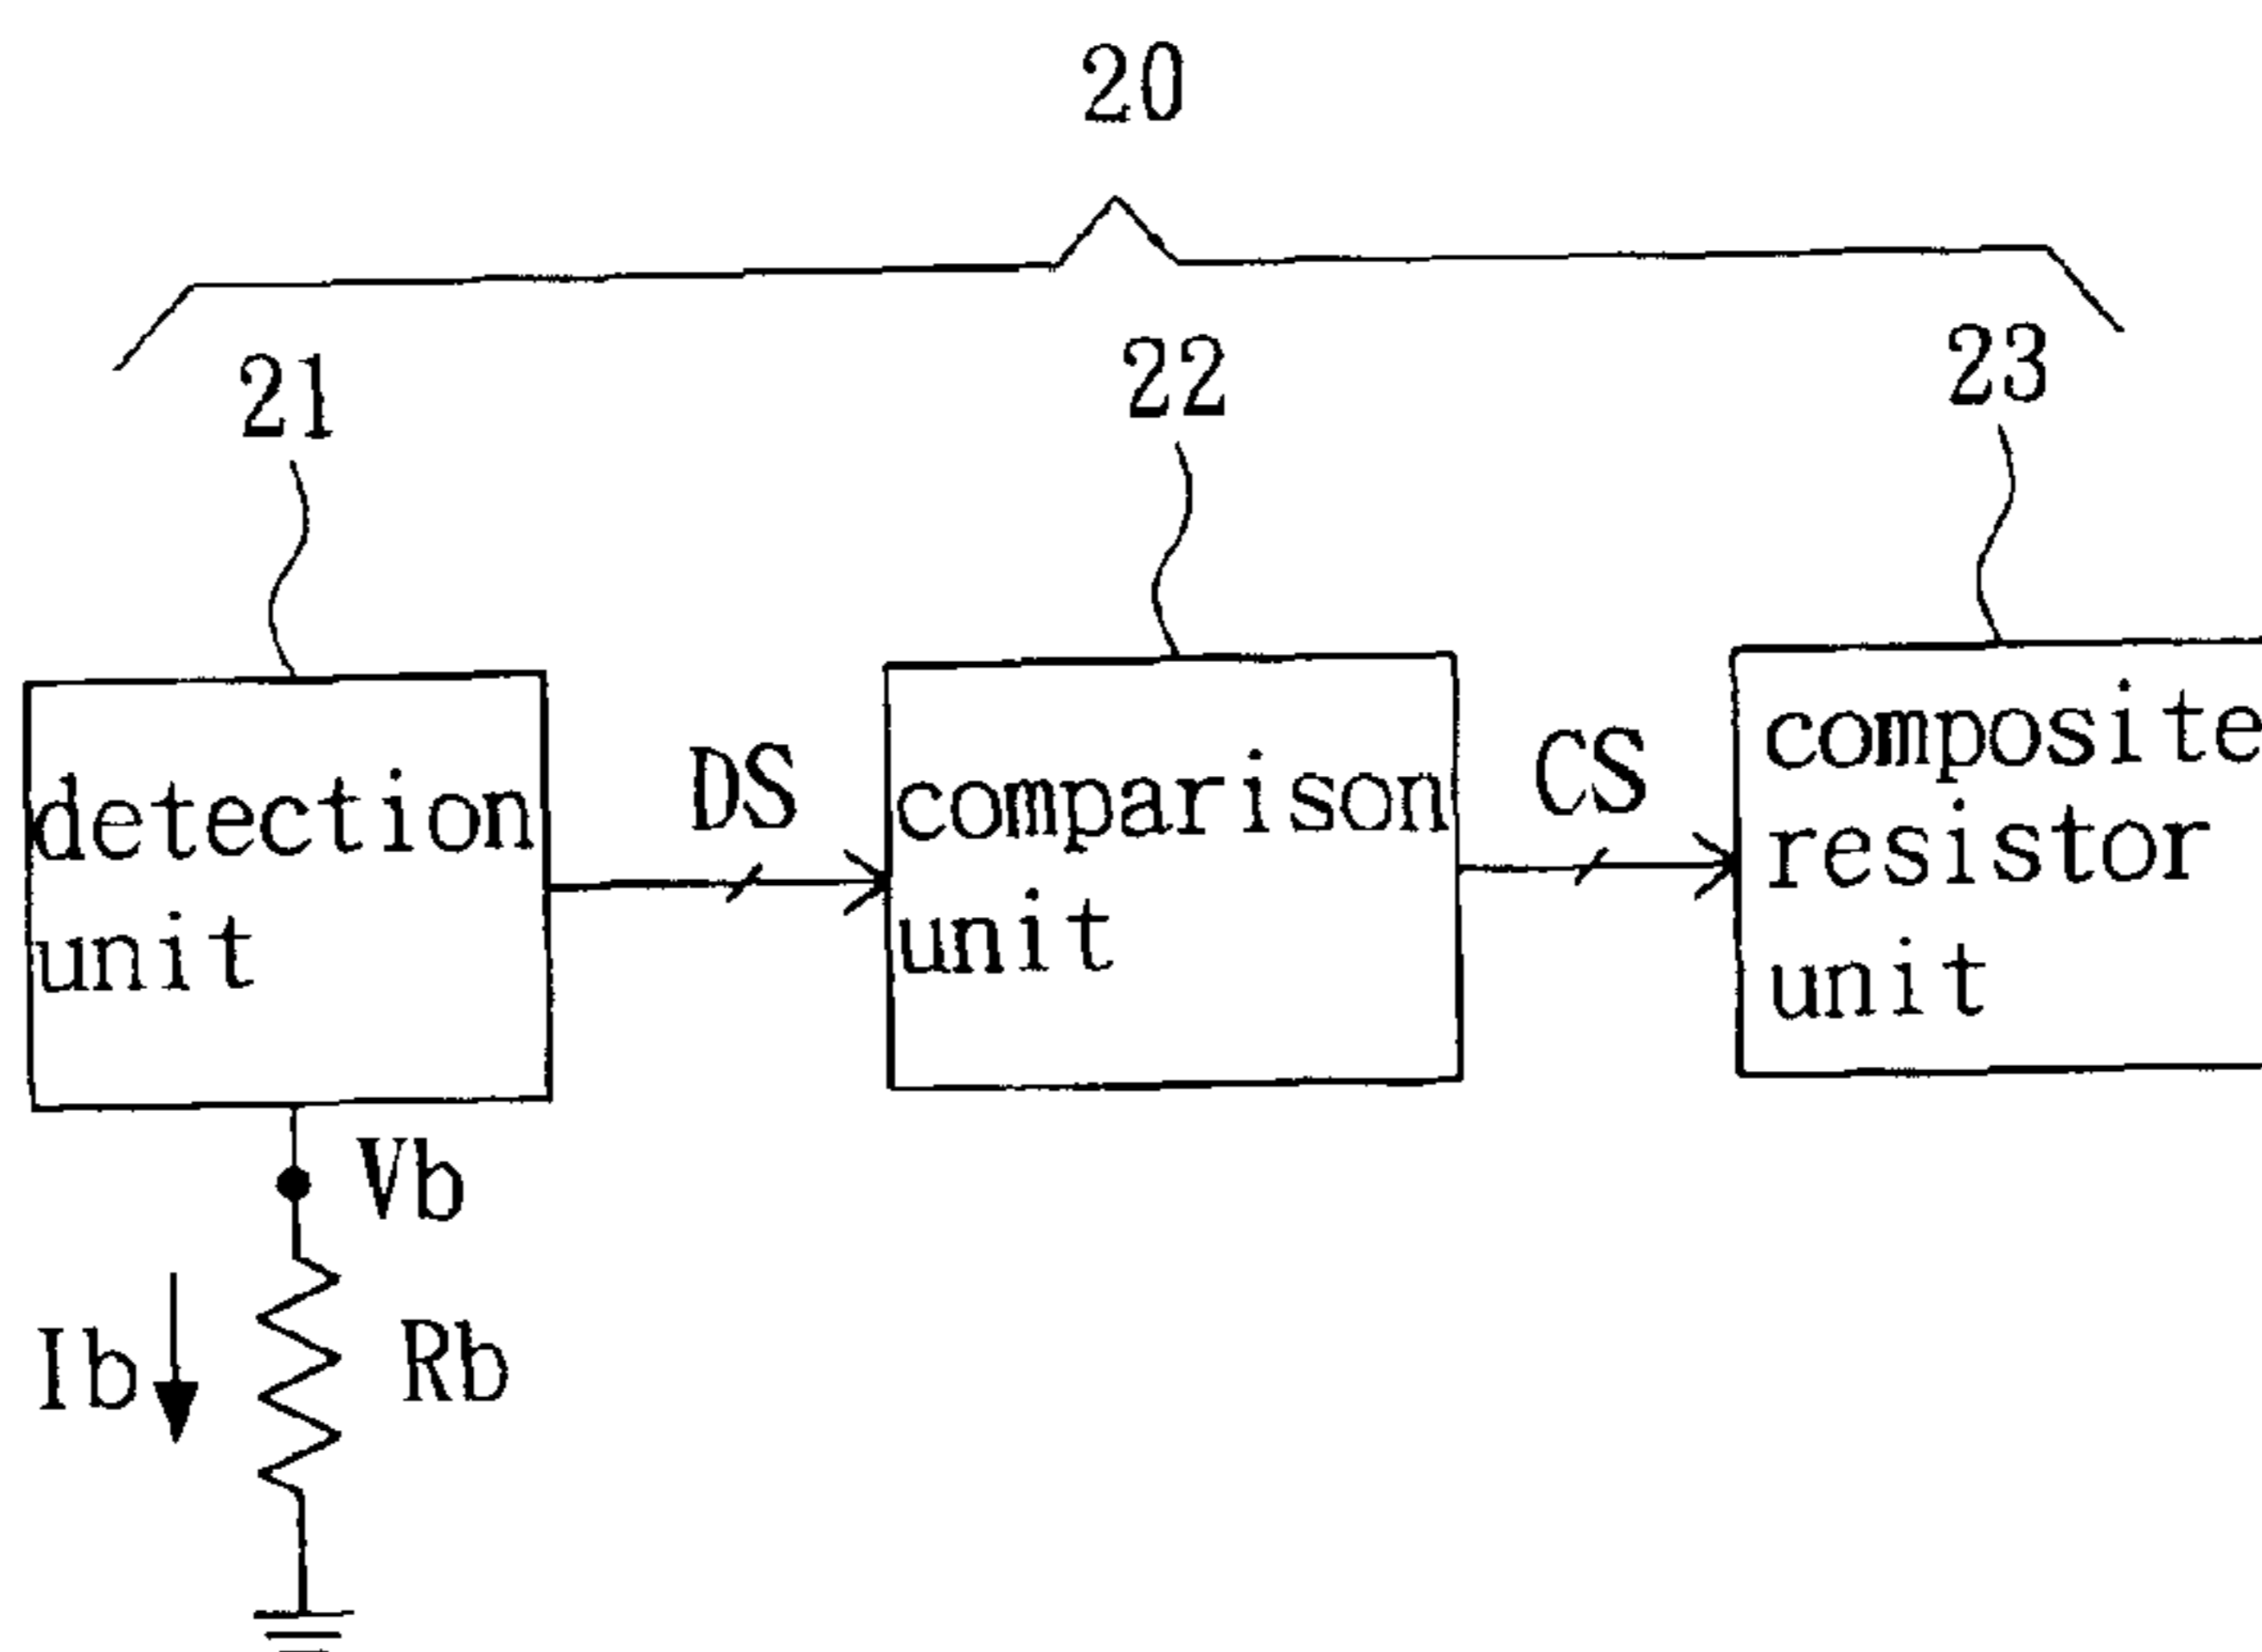 20
21
22
23
detection
unit
DS
comparison
unit
CS
composite
resistor
unit
Vb
Ib
Rb